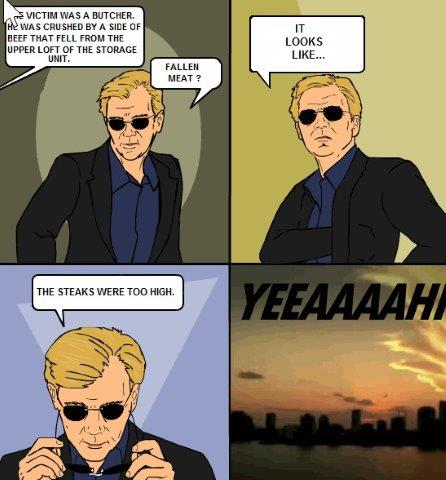 VICTIM WAS A BUTCHER.
HE WAS CRUSHED BY A SIDE OF
BEEF THAT FELL FROM THE
UPPER LOFT OF THE STORAGE
UNIT.
FALLEN
MEAT ?
IT
LOOKS
LIKE...
THE STEAKS WERE TOO HIGH.
YEEAAAAHH